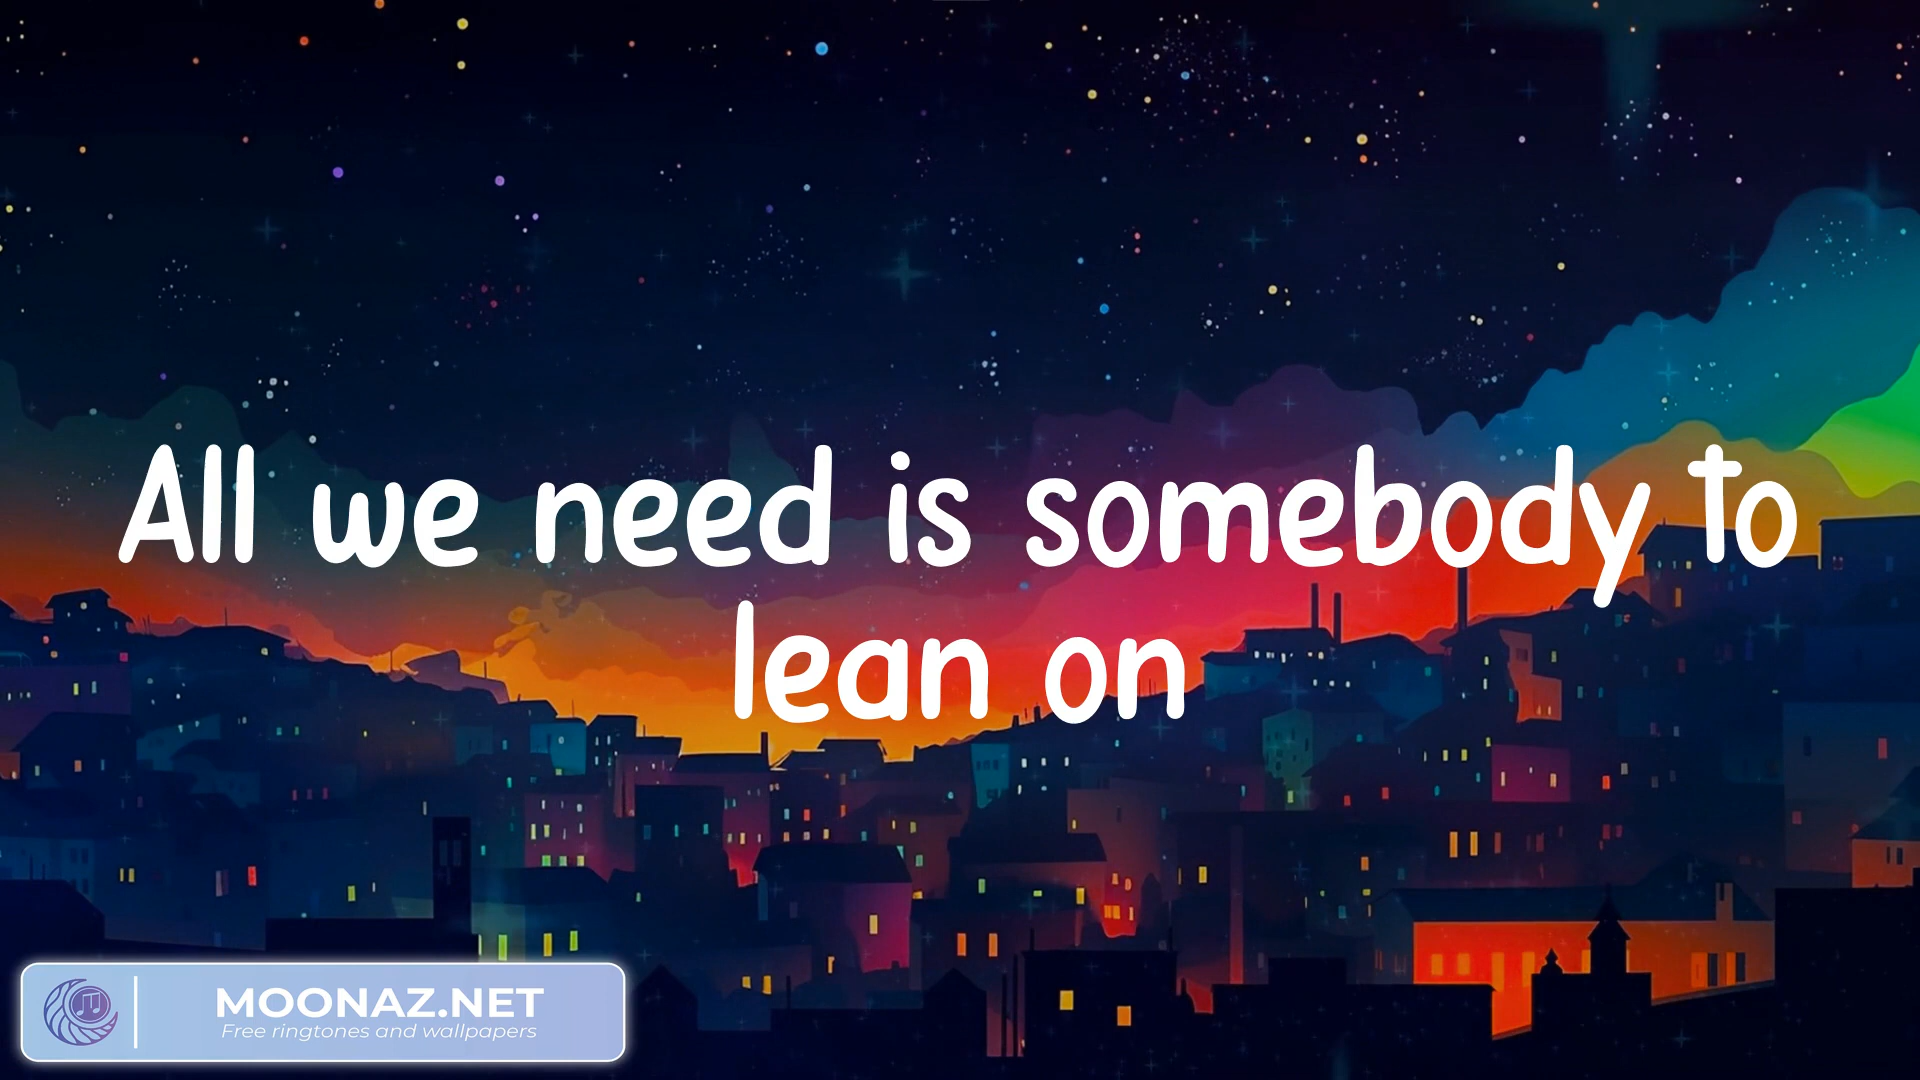 All we need is somebody to
lean on
MOONAZ.NET
Free ringtones and wallpapers